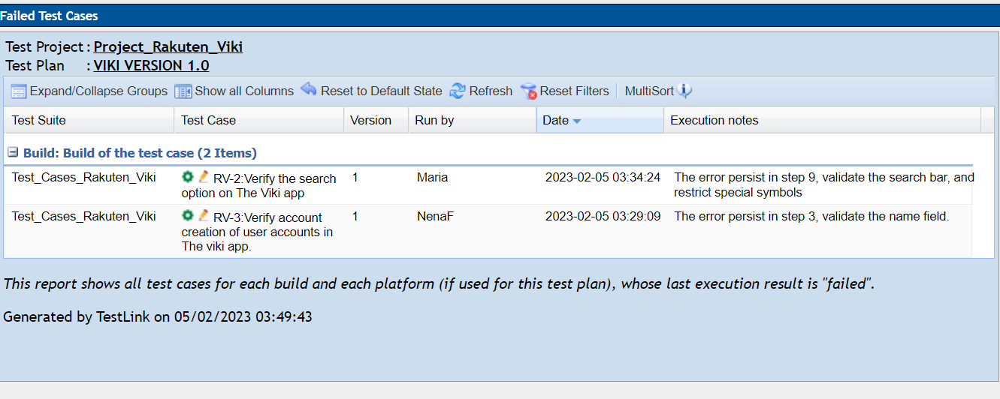 Failed Test Cases
Test Project : Project_Rakuten_Viki
Test Plan : VIKI VERSION 1.0
Expand/Collapse Groups Show all Columns Reset to Default State Refresh Reset Filters MultiSort
Test Suite Test Case Version Run by Date Execution notes
Build: Build of the test case (2 Items)
Test_Cases_Rakuten_Viki RV-2:Verify the search 1 Maria 2023-02-05 03:34:24 The error persist in step 9, validate the search bar, and
option on The Viki app restrict special symbols
Test_Cases_Rakuten_Viki RV-3:Verify account 1 NenaF 2023-02-05 03:29:09 The error persist in step 3, validate the name field.
creation of user accounts in
The viki app.
This report shows all test cases for each build and each platform (if used for this test plan), whose last execution result is "failed".
Generated by TestLink on 05/02/2023 03:49:43